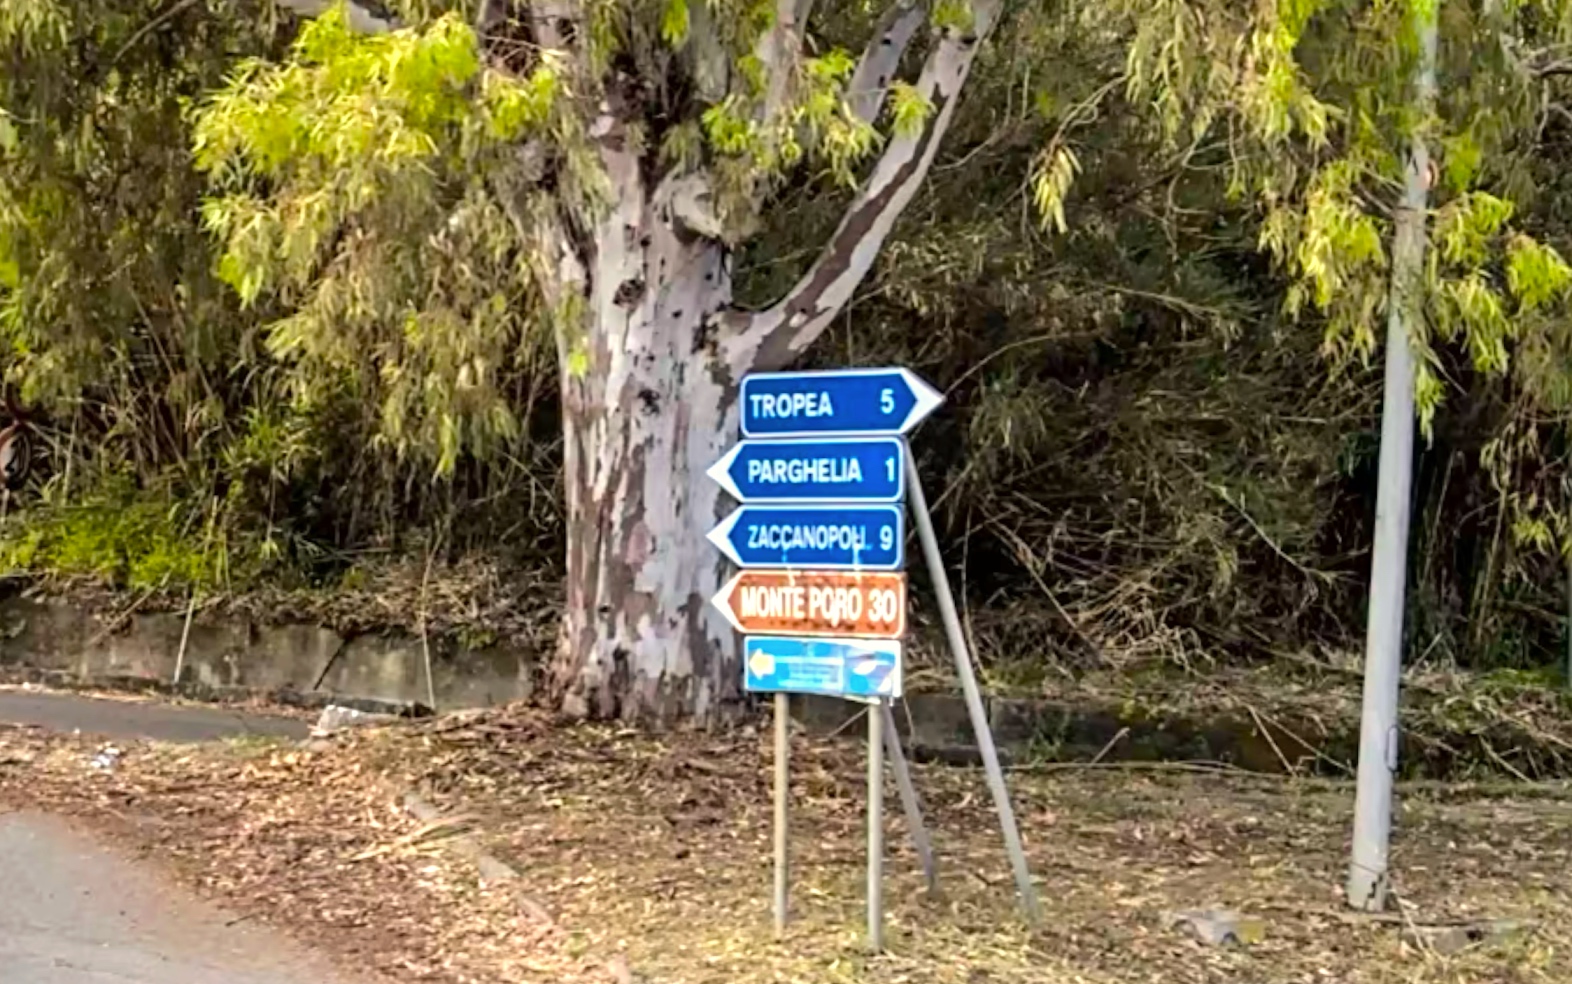 TROPEA 5
PARGHELIA 1
ZACCANOPOLI 9
MONTE PORO 30